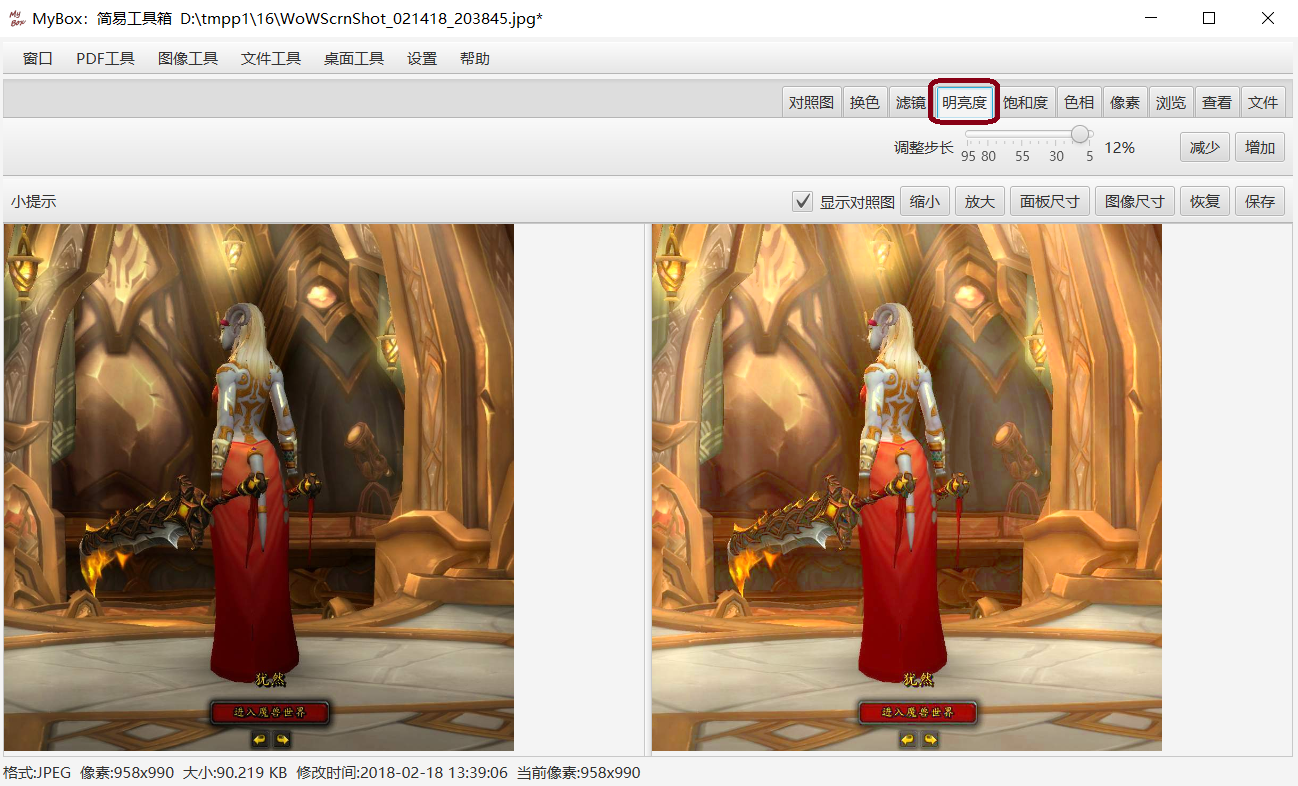 My Box MyBox：简易工具箱 D:\tmpp1\16\WoWScrnShot_021418_203845.jpg*
窗口 PDF工具 图像工具 文件工具 桌面工具 设置 帮助
对照图 换色 滤镜 明亮度 饱和度 色相 像素 浏览 查看 文件
调整步长 95 80 55 30 5 12% 减少 增加
小提示 显示对照图 缩小 放大 面板尺寸 图像尺寸 恢复 保存
犹然 犹然
进入魔兽世界 进入魔兽世界
格式:JPEG 像素:958x990 大小:90.219 KB 修改时间:2018-02-18 13:39:06 当前像素:958x990